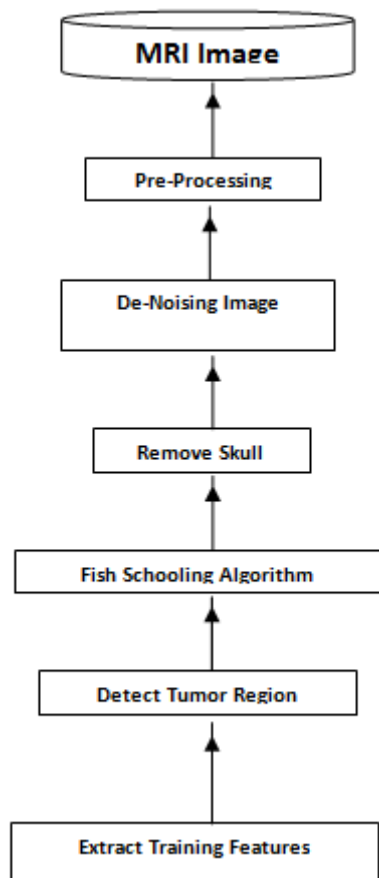 MRI Image
Pre-Processing
De-Noising Image
Remove Skull
Fish Schooling Algorithm
Detect Tumor Region
Extract Training Features